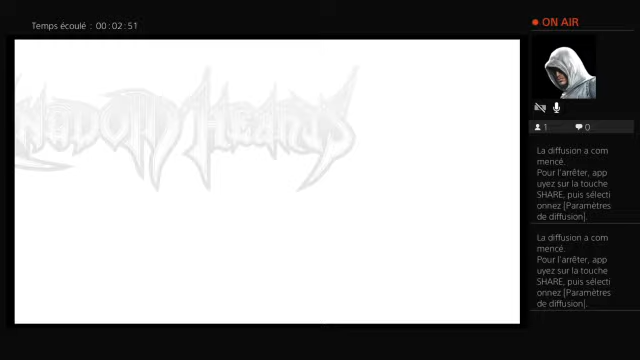 Temps écoulé : 00:02:51
ON AIR
1
0
NGDOM HEARTS
La diffusion a com
mencé.
Pour l'arrêter, app
uyez sur la touche
SHARE, puis sélecti
onnez [Paramètres
de diffusion].
La diffusion a com
mencé.
Pour l'arrêter, app
uyez sur la touche
SHARE, puis sélecti
onnez [Paramètres
de diffusion].